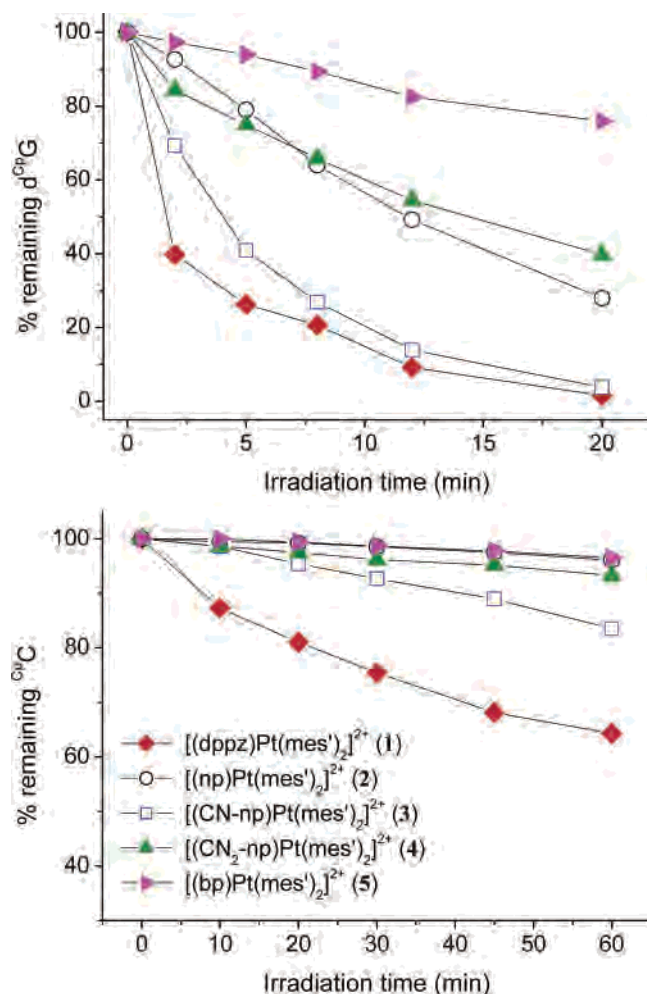 100
80
60
40
20
0
% remaining d^{Cp}G
0 5 10 15 20
Irradiation time (min)
100
80
60
40
% remaining ^{Cp}C
[(dppz)Pt(mes')₂]²⁺ (1)
[(np)Pt(mes')₂]²⁺ (2)
[(CN-np)Pt(mes')₂]²⁺ (3)
[(CN₂-np)Pt(mes')₂]²⁺ (4)
[(bp)Pt(mes')₂]²⁺ (5)
0 10 20 30 40 50 60
Irradiation time (min)